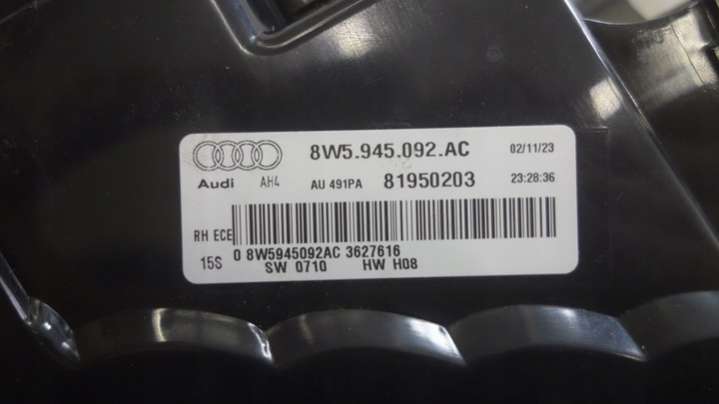 8W5.945.092.AC 02/11/23
Audi AH4 AU 491PA 81950203 23:28:36
RH ECE
15S 0 8W5945092AC 3627616
SW 0710 HW H08